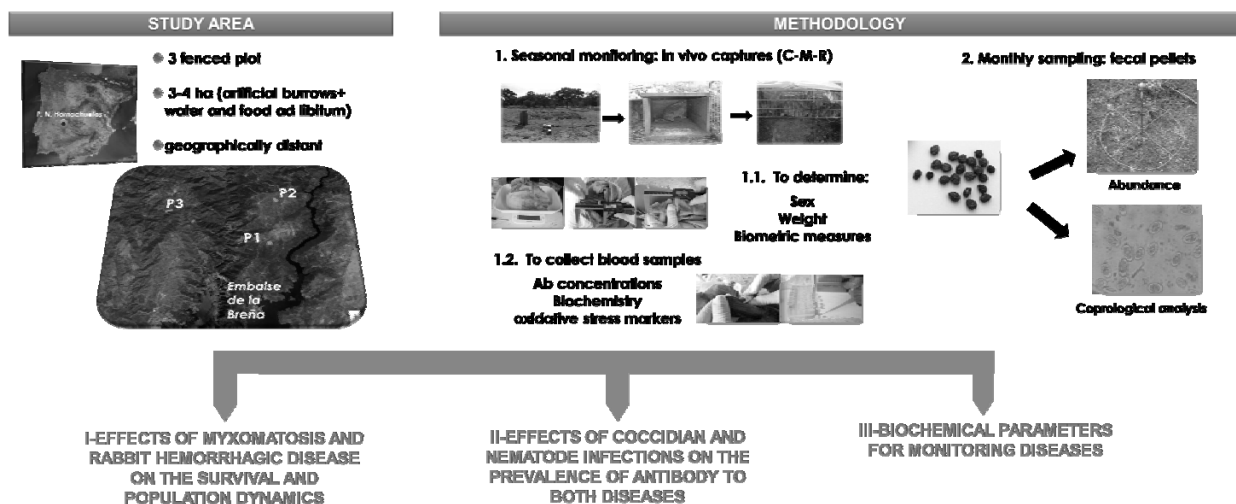 STUDY AREA
3 fenced plot
3-4 ha (artificial burrows+
water and food ad libitum)
geographically distant
P. N. Hornachuelos
P3
P2
P1
Embalse
de la
Breña
METHODOLOGY
1. Seasonal monitoring: in vivo captures (C-M-R)
1.1. To determine:
Sex
Weight
Biometric measures
1.2. To collect blood samples
Ab concentrations
Biochemistry
oxidative stress markers
2. Monthly sampling: fecal pellets
Abundance
Coprological analysis
I-EFFECTS OF MYXOMATOSIS AND
RABBIT HEMORRHAGIC DISEASE
ON THE SURVIVAL AND
POPULATION DYNAMICS
II-EFFECTS OF COCCIDIAN AND
NEMATODE INFECTIONS ON THE
PREVALENCE OF ANTIBODY TO
BOTH DISEASES
III-BIOCHEMICAL PARAMETERS
FOR MONITORING DISEASES